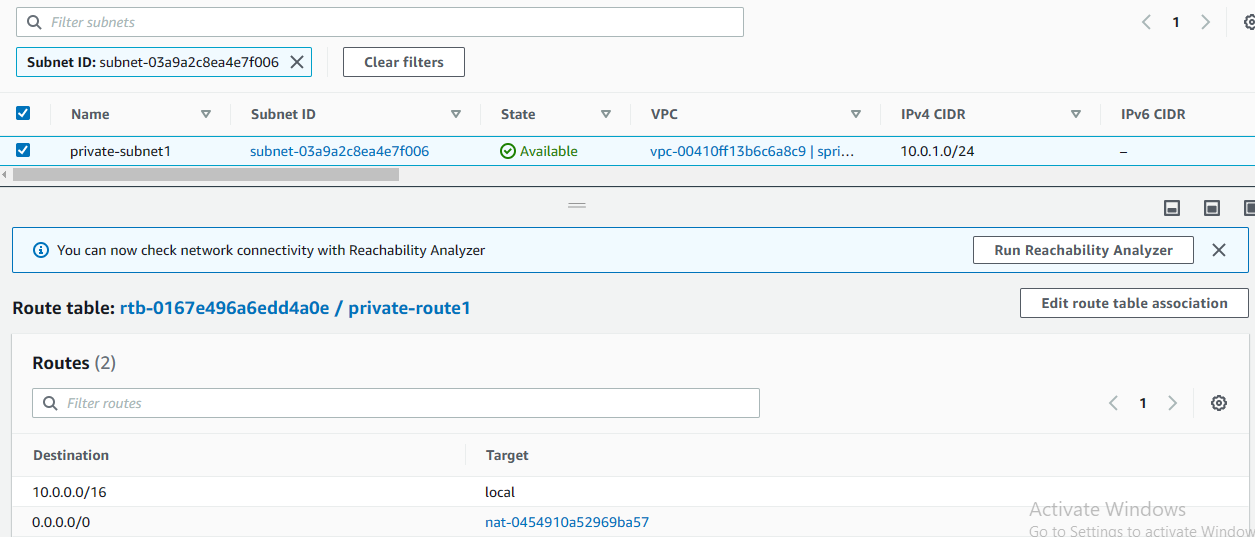 Filter subnets
1
Subnet ID: subnet-03a9a2c8ea4e7f006
Clear filters
Name Subnet ID State VPC IPv4 CIDR IPv6 CIDR
private-subnet1 subnet-03a9a2c8ea4e7f006 Available vpc-00410ff13b6c6a8c9 | spri... 10.0.1.0/24 –
You can now check network connectivity with Reachability Analyzer Run Reachability Analyzer
Route table: rtb-0167e496a6edd4a0e / private-route1 Edit route table association
Routes (2)
Filter routes
1
Destination Target
10.0.0.0/16 local
0.0.0.0/0 nat-0454910a52969ba57
Activate Windows
Go to Settings to activate Window